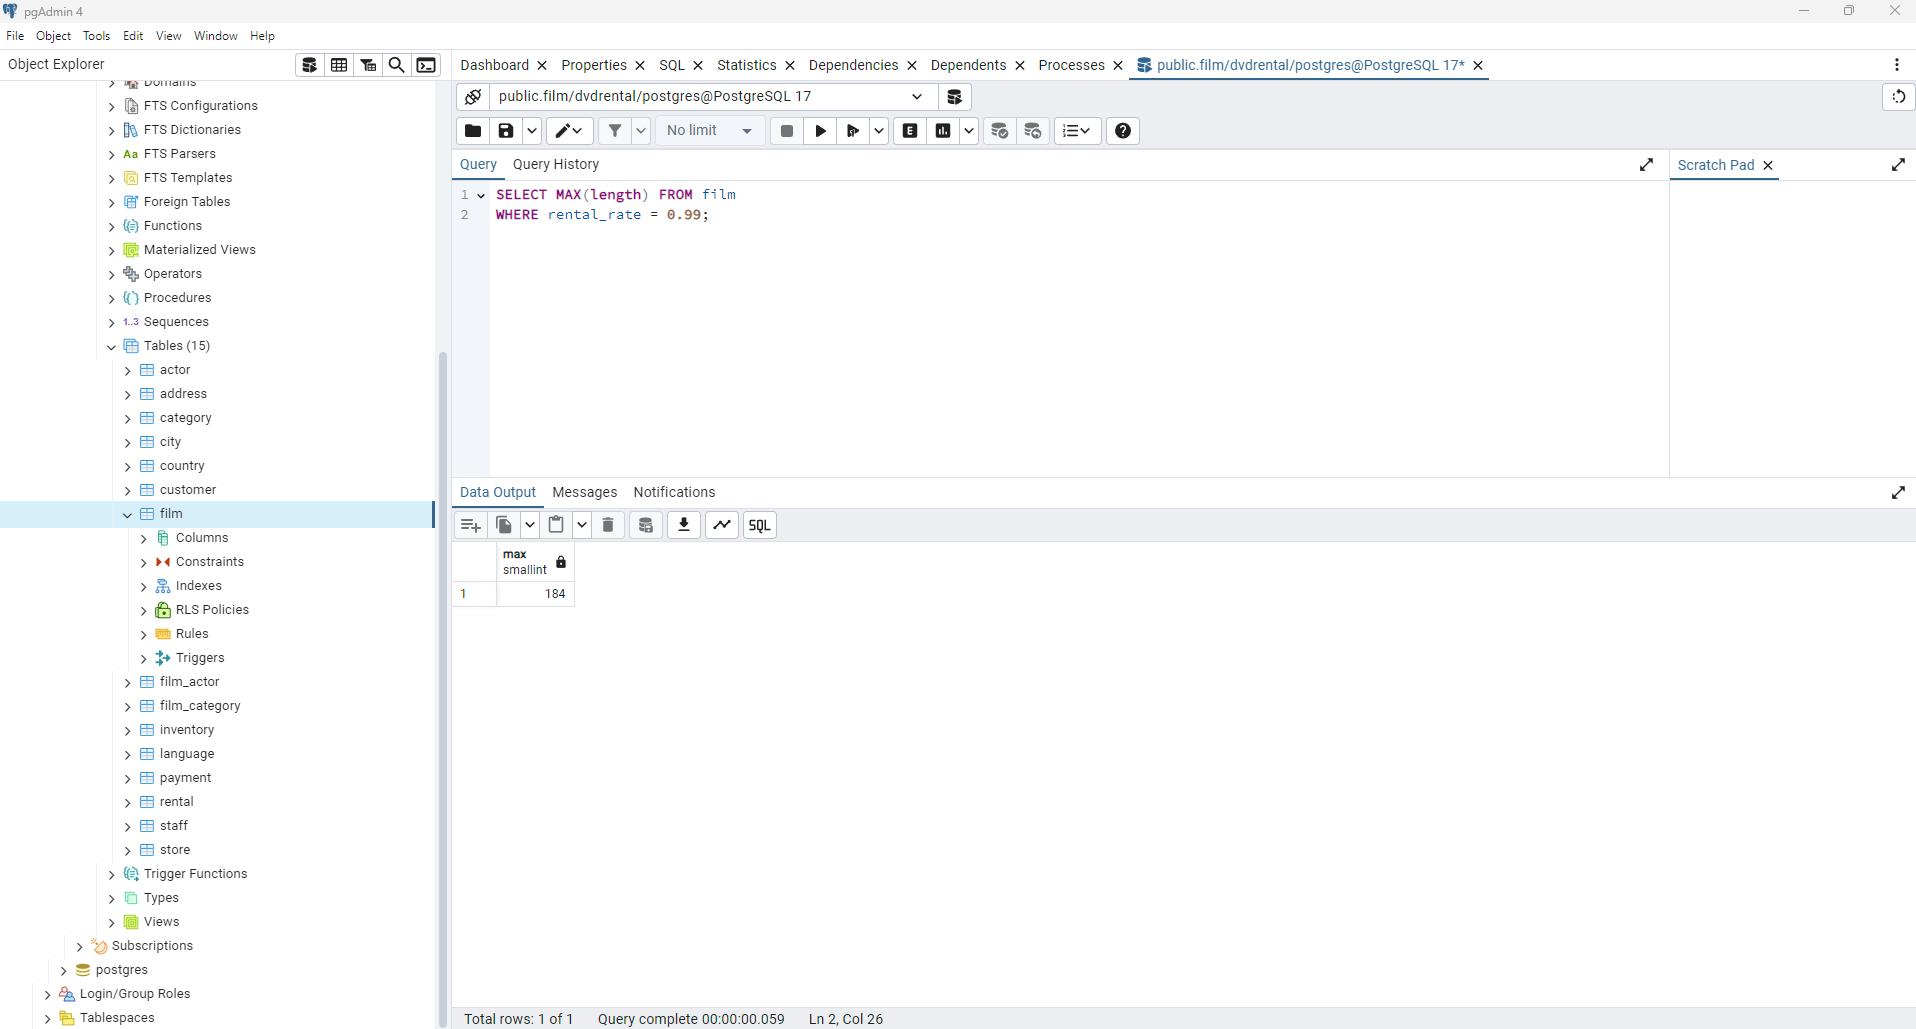 pgAdmin 4
File Object Tools Edit View Window Help
Object Explorer
Domains
FTS Configurations
FTS Dictionaries
Aa FTS Parsers
FTS Templates
Foreign Tables
Functions
Materialized Views
Operators
Procedures
1..3 Sequences
Tables (15)
actor
address
category
city
country
customer
film
Columns
Constraints
Indexes
RLS Policies
Rules
Triggers
film_actor
film_category
inventory
language
payment
rental
staff
store
Trigger Functions
Types
Views
Subscriptions
postgres
Login/Group Roles
Tablespaces
Dashboard Properties SQL Statistics Dependencies Dependents Processes public.film/dvdrental/postgres@PostgreSQL 17*
public.film/dvdrental/postgres@PostgreSQL 17
No limit E
Query Query History
Scratch Pad
1 SELECT MAX(length) FROM film
2 WHERE rental_rate = 0.99;
Data Output Messages Notifications
SQL
max
smallint
1 184
Total rows: 1 of 1 Query complete 00:00:00.059 Ln 2, Col 26